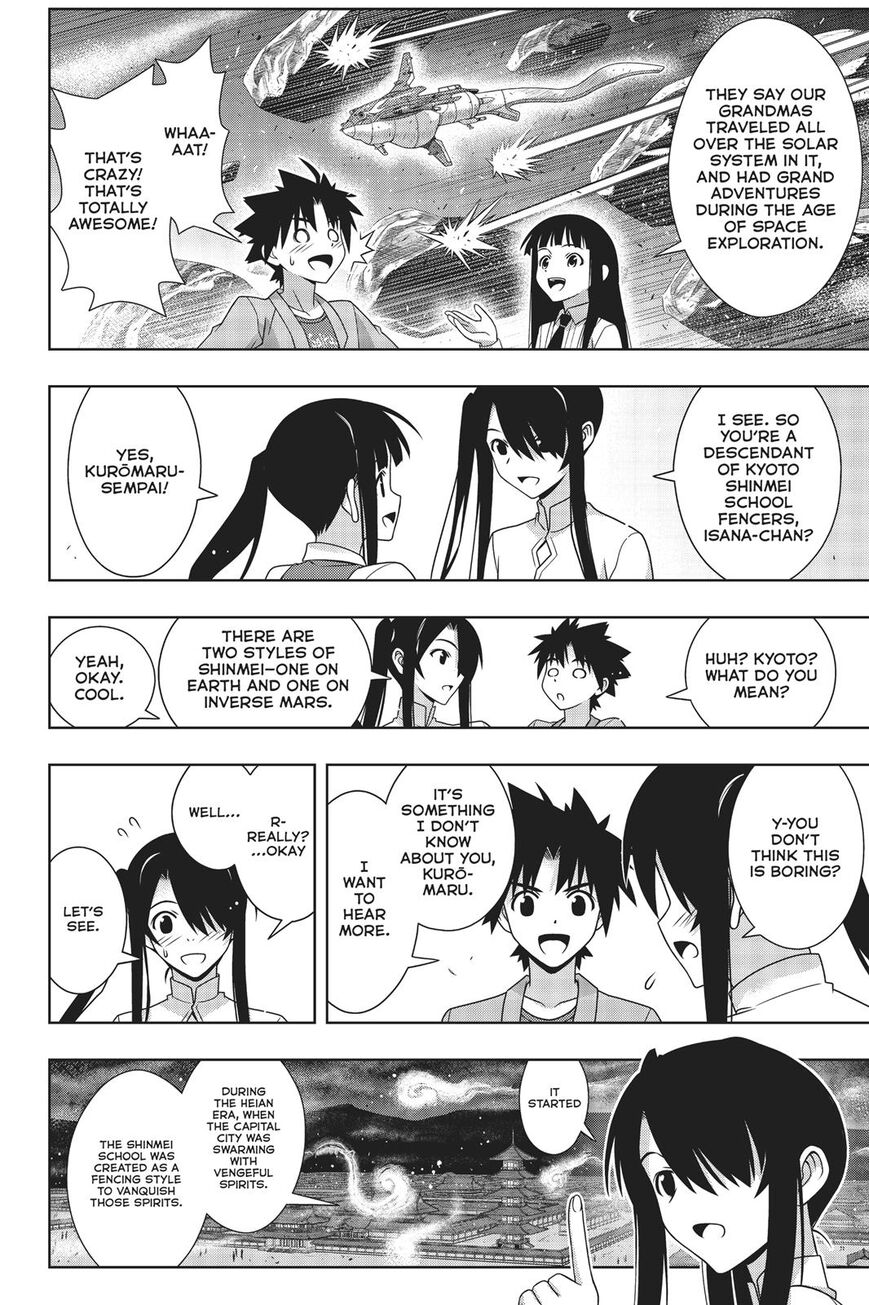 THEY SAY OUR
GRANDMAS
TRAVELED ALL
OVER THE SOLAR
SYSTEM IN IT,
AND HAD GRAND
ADVENTURES
DURING THE AGE
OF SPACE
EXPLORATION.
WHAA-
AAT!
THAT'S
CRAZY!
THAT'S
TOTALLY
AWESOME!
I SEE. SO
YOU'RE A
DESCENDANT
OF KYOTO
SHINMEI
SCHOOL
FENCERS,
ISANA-CHAN?
YES,
KURŌMARU-
SEMPAI!
HUH? KYOTO?
WHAT DO YOU
MEAN?
THERE ARE
TWO STYLES OF
SHINMEI—ONE ON
EARTH AND ONE ON
INVERSE MARS.
YEAH,
OKAY.
COOL.
Y-YOU
DON'T
THINK THIS
IS BORING?
IT'S
SOMETHING
I DON'T
KNOW
ABOUT YOU,
KURŌ-
MARU.
I
WANT
TO
HEAR
MORE.
R-
REALLY?
...OKAY
WELL...
LET'S
SEE.
IT
STARTED
DURING
THE HEIAN
ERA, WHEN
THE CAPITAL
CITY WAS
SWARMING
WITH
VENGEFUL
SPIRITS.
THE SHINMEI
SCHOOL WAS
CREATED AS A
FENCING STYLE
TO VANQUISH
THOSE SPIRITS.